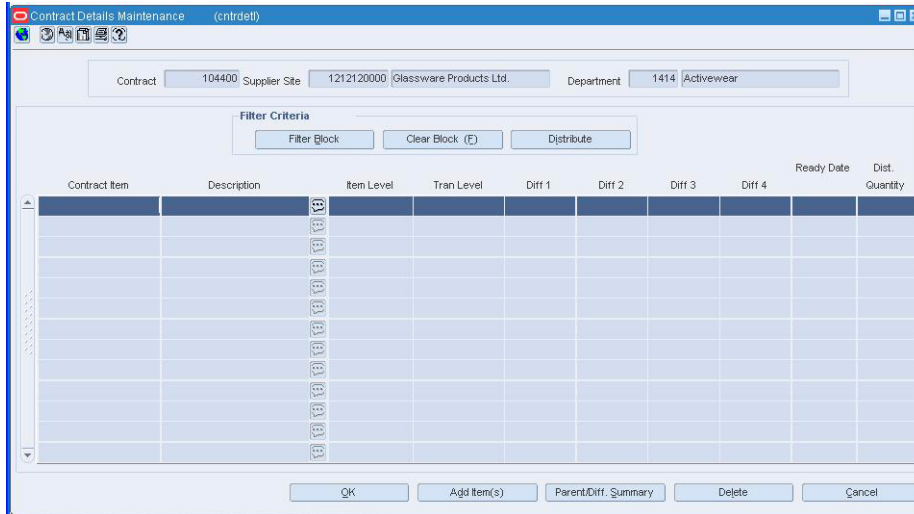 Contract Details Maintenance (cntrdetl)
Contract 104400 Supplier Site 1212120000 Glassware Products Ltd. Department 1414 Activewear
Filter Criteria
Filter Block Clear Block (F) Distribute
Contract Item Description Item Level Tran Level Diff 1 Diff 2 Diff 3 Diff 4 Ready Date Dist. Quantity
OK Add Item(s) Parent/Diff. Summary Delete Cancel